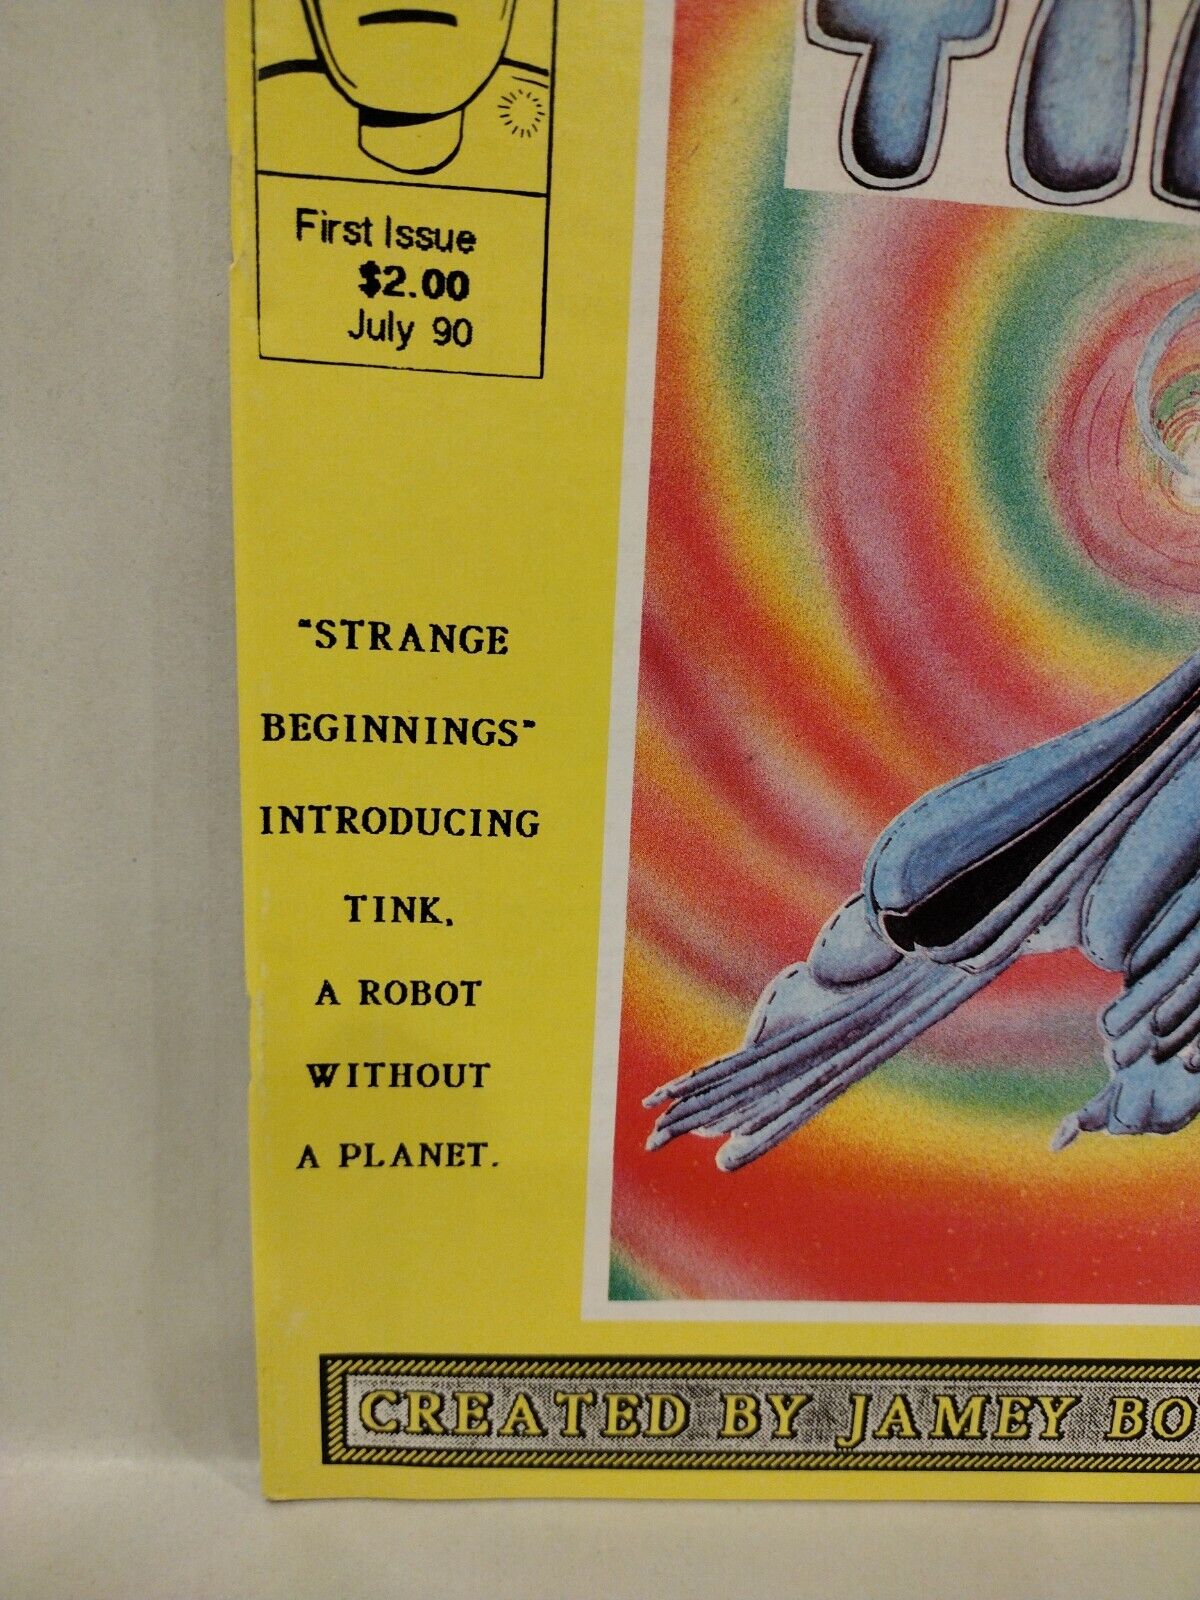 First Issue
$2.00
July 90
"STRANGE
BEGINNINGS"
INTRODUCING
TINK,
A ROBOT
WITHOUT
A PLANET.
CREATED BY JAMEY